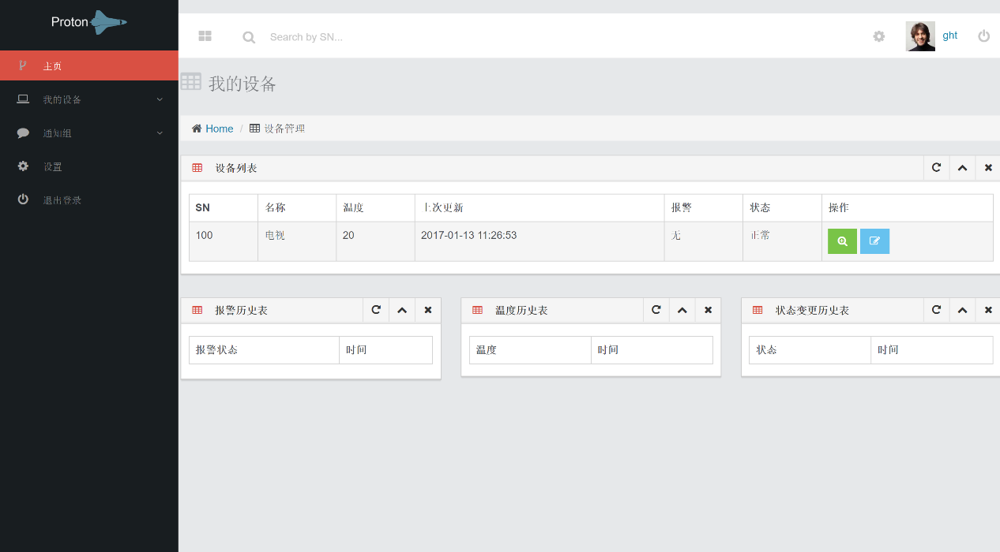 Proton
主页
我的设备
通知组
设置
退出登录
Search by SN...
ght
我的设备
Home / 设备管理
设备列表
SN 名称 温度 上次更新 报警 状态 操作
100 电视 20 2017-01-13 11:26:53 无 正常
报警历史表
报警状态 时间
温度历史表
温度 时间
状态变更历史表
状态 时间